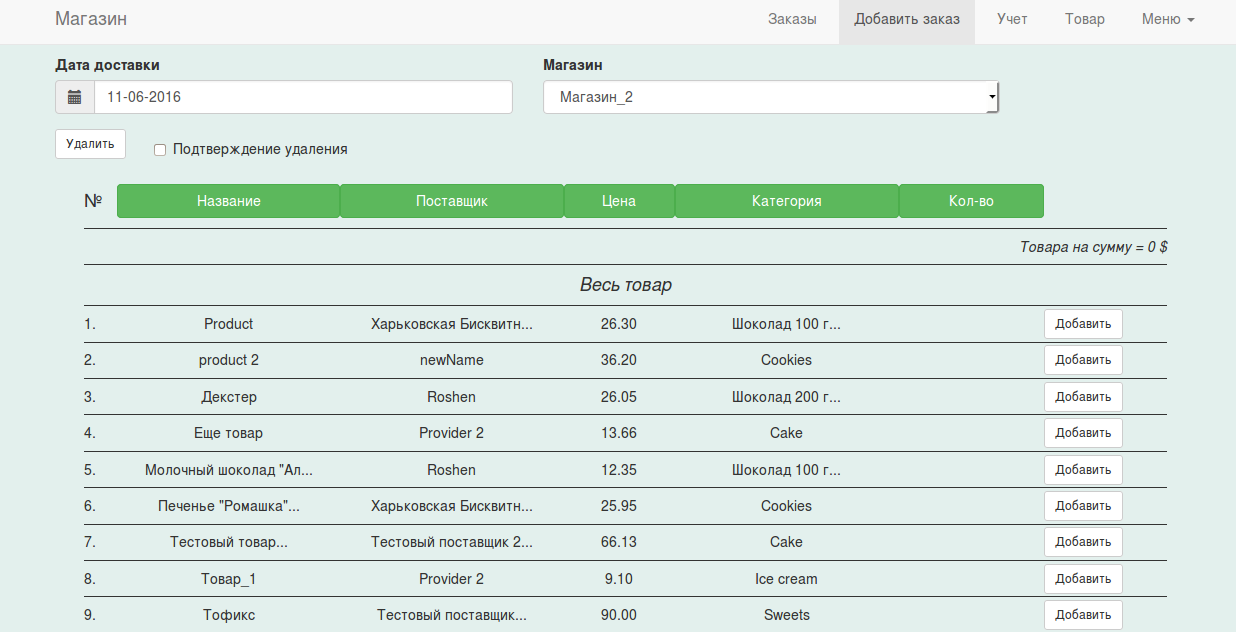 Магазин Заказы Добавить заказ Учет Товар Меню
Дата доставки Магазин
11-06-2016 Магазин_2
Удалить Подтверждение удаления
№ Название Поставщик Цена Категория Кол-во
Товара на сумму = 0 $
Весь товар
1. Product Харьковская Бисквитн... 26.30 Шоколад 100 г... Добавить
2. product 2 newName 36.20 Cookies Добавить
3. Декстер Roshen 26.05 Шоколад 200 г... Добавить
4. Еще товар Provider 2 13.66 Cake Добавить
5. Молочный шоколад "Ал... Roshen 12.35 Шоколад 100 г... Добавить
6. Печенье "Ромашка"... Харьковская Бисквитн... 25.95 Cookies Добавить
7. Тестовый товар... Тестовый поставщик 2... 66.13 Cake Добавить
8. Товар_1 Provider 2 9.10 Ice cream Добавить
9. Тофикс Тестовый поставщик... 90.00 Sweets Добавить